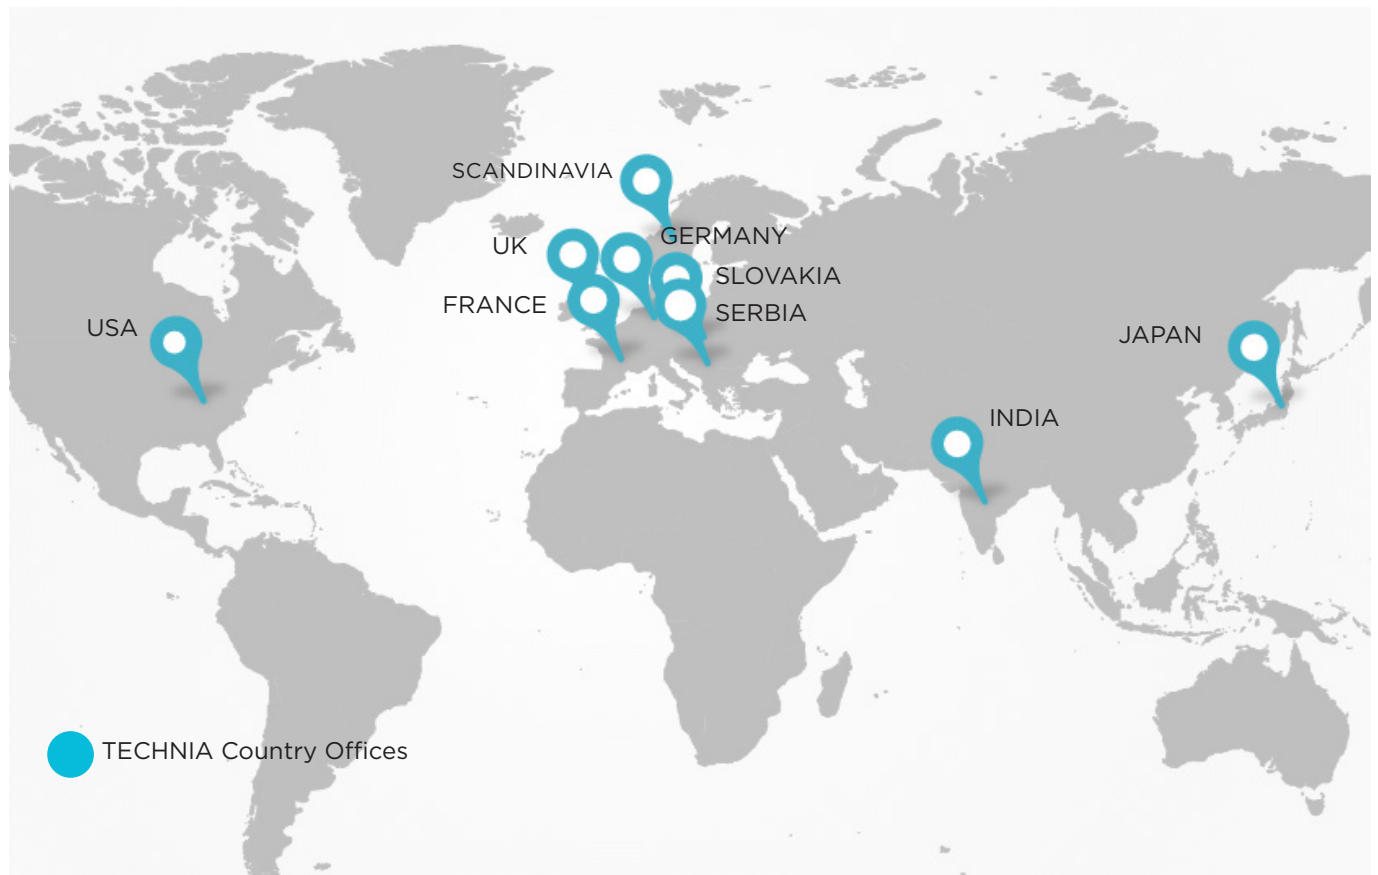 SCANDINAVIA
UK
GERMANY
SLOVAKIA
FRANCE
SERBIA
USA
JAPAN
INDIA
TECHNIA Country Offices